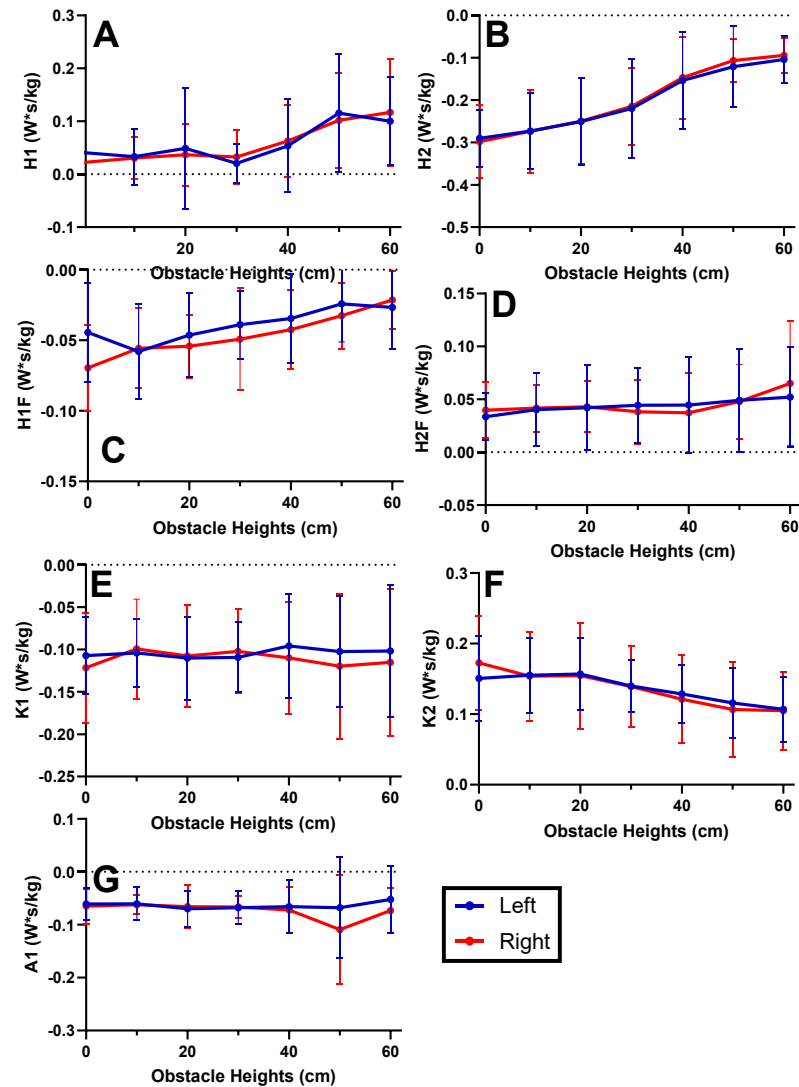 A
H1 (W*s/kg)
0.3
0.2
0.1
0.0
-0.1
20
40
60
Obstacle Heights (cm)
B
H2 (W*s/kg)
0.0
-0.1
-0.2
-0.3
-0.4
-0.5
0
20
40
60
Obstacle Heights (cm)
C
H1F (W*s/kg)
0.00
-0.05
-0.10
-0.15
0
20
40
60
Obstacle Heights (cm)
D
H2F (W*s/kg)
0.15
0.10
0.05
0.00
-0.05
0
20
40
60
Obstacle Heights (cm)
E
K1 (W*s/kg)
0.00
-0.05
-0.10
-0.15
-0.20
-0.25
0
20
40
60
Obstacle Heights (cm)
F
K2 (W*s/kg)
0.3
0.2
0.1
0.0
0
20
40
60
Obstacle Heights (cm)
G
A1 (W*s/kg)
0.1
0.0
-0.1
-0.2
-0.3
0
20
40
60
Obstacle Heights (cm)
Left
Right